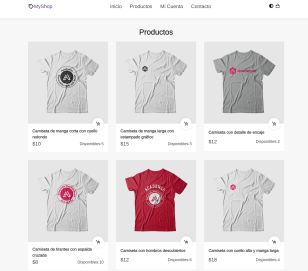 MyShop
Inicio Productos Mi Cuenta Contacto
Productos
Camiseta de manga corta con cuello
redondo
$10 Disponibles:5
Camiseta de manga larga con
estampado gráfico
$15 Disponibles:3
Camiseta con detalle de encaje
$12 Disponibles:2
Camiseta de tirantes con espalda
cruzada
$8 Disponibles:10
ACADEMUS
Camiseta con hombros descubiertos
$12 Disponibles:6
Camiseta con cuello alto y manga larga
$15 Disponibles:4